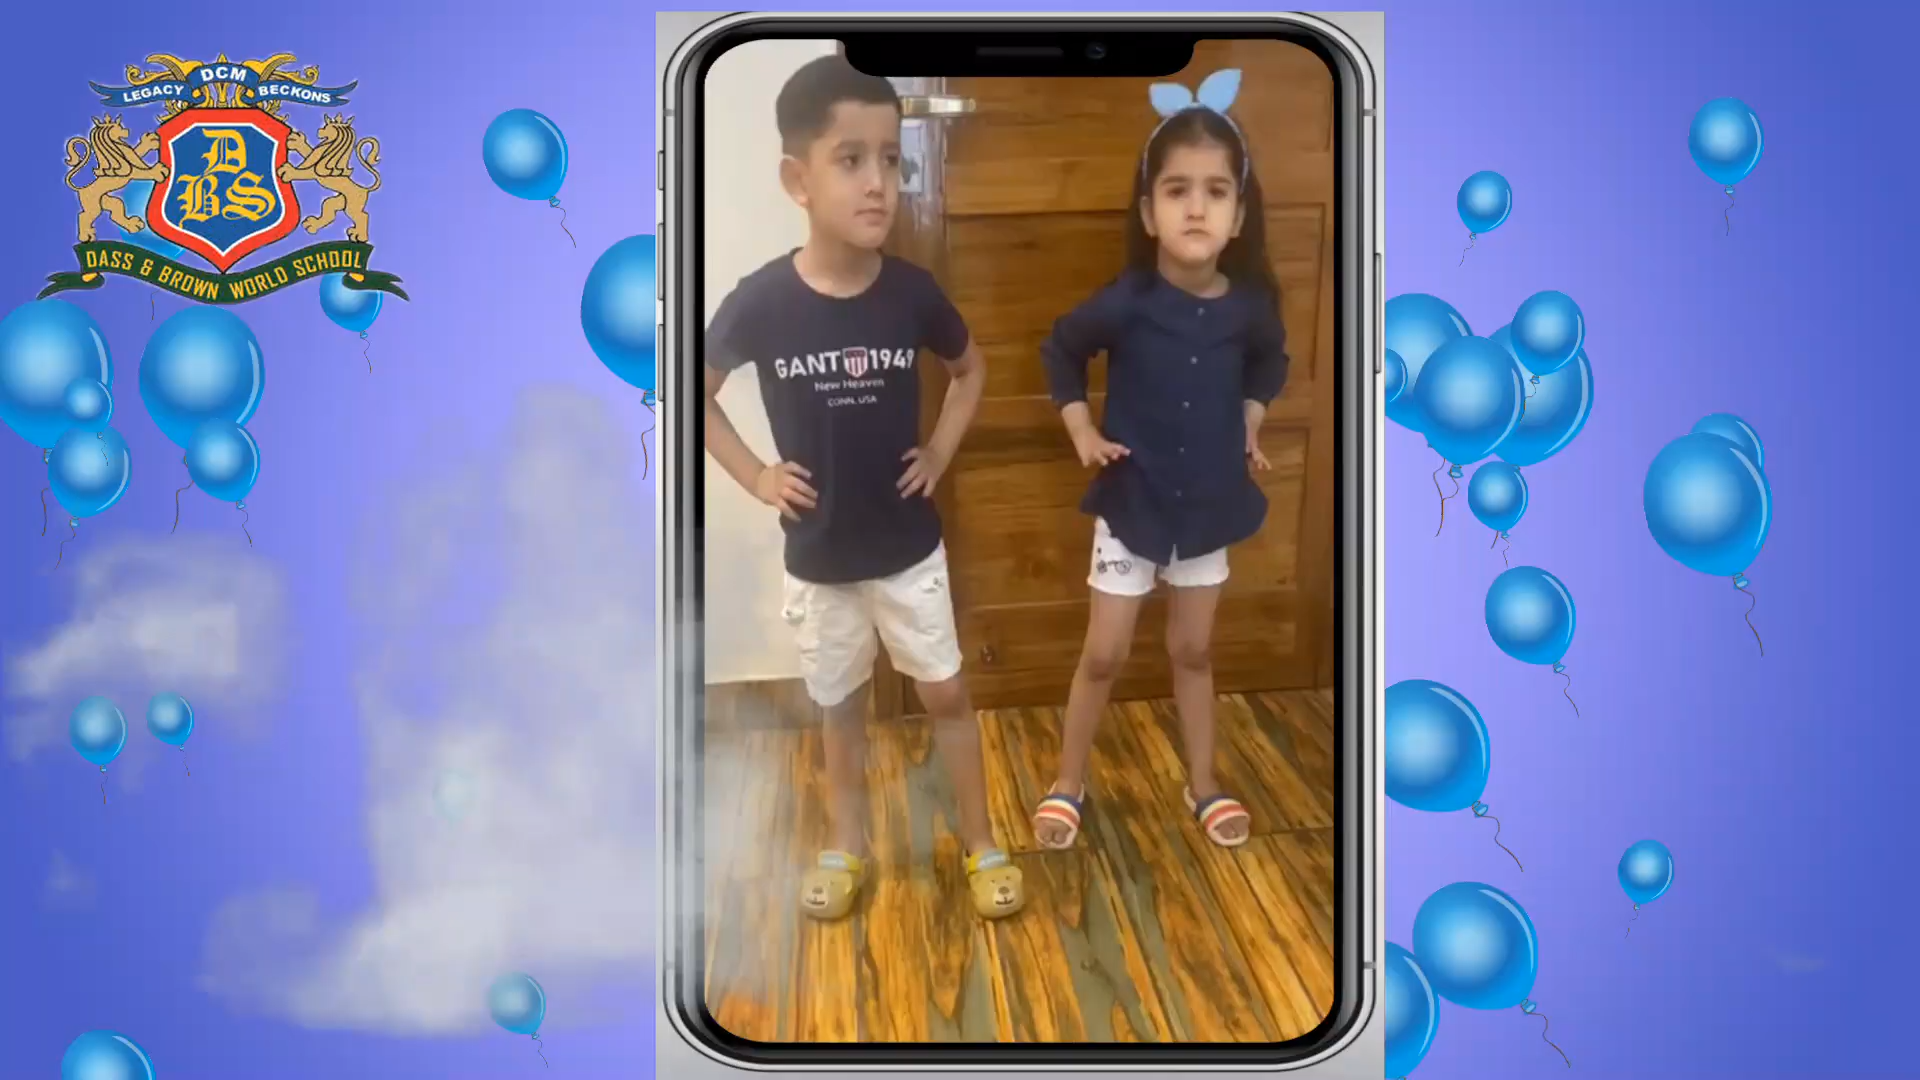 DCM
LEGACY BECKONS
D
BS
DASS & BROWN WORLD SCHOOL
GANT 1949
New Heaven
CONN, USA